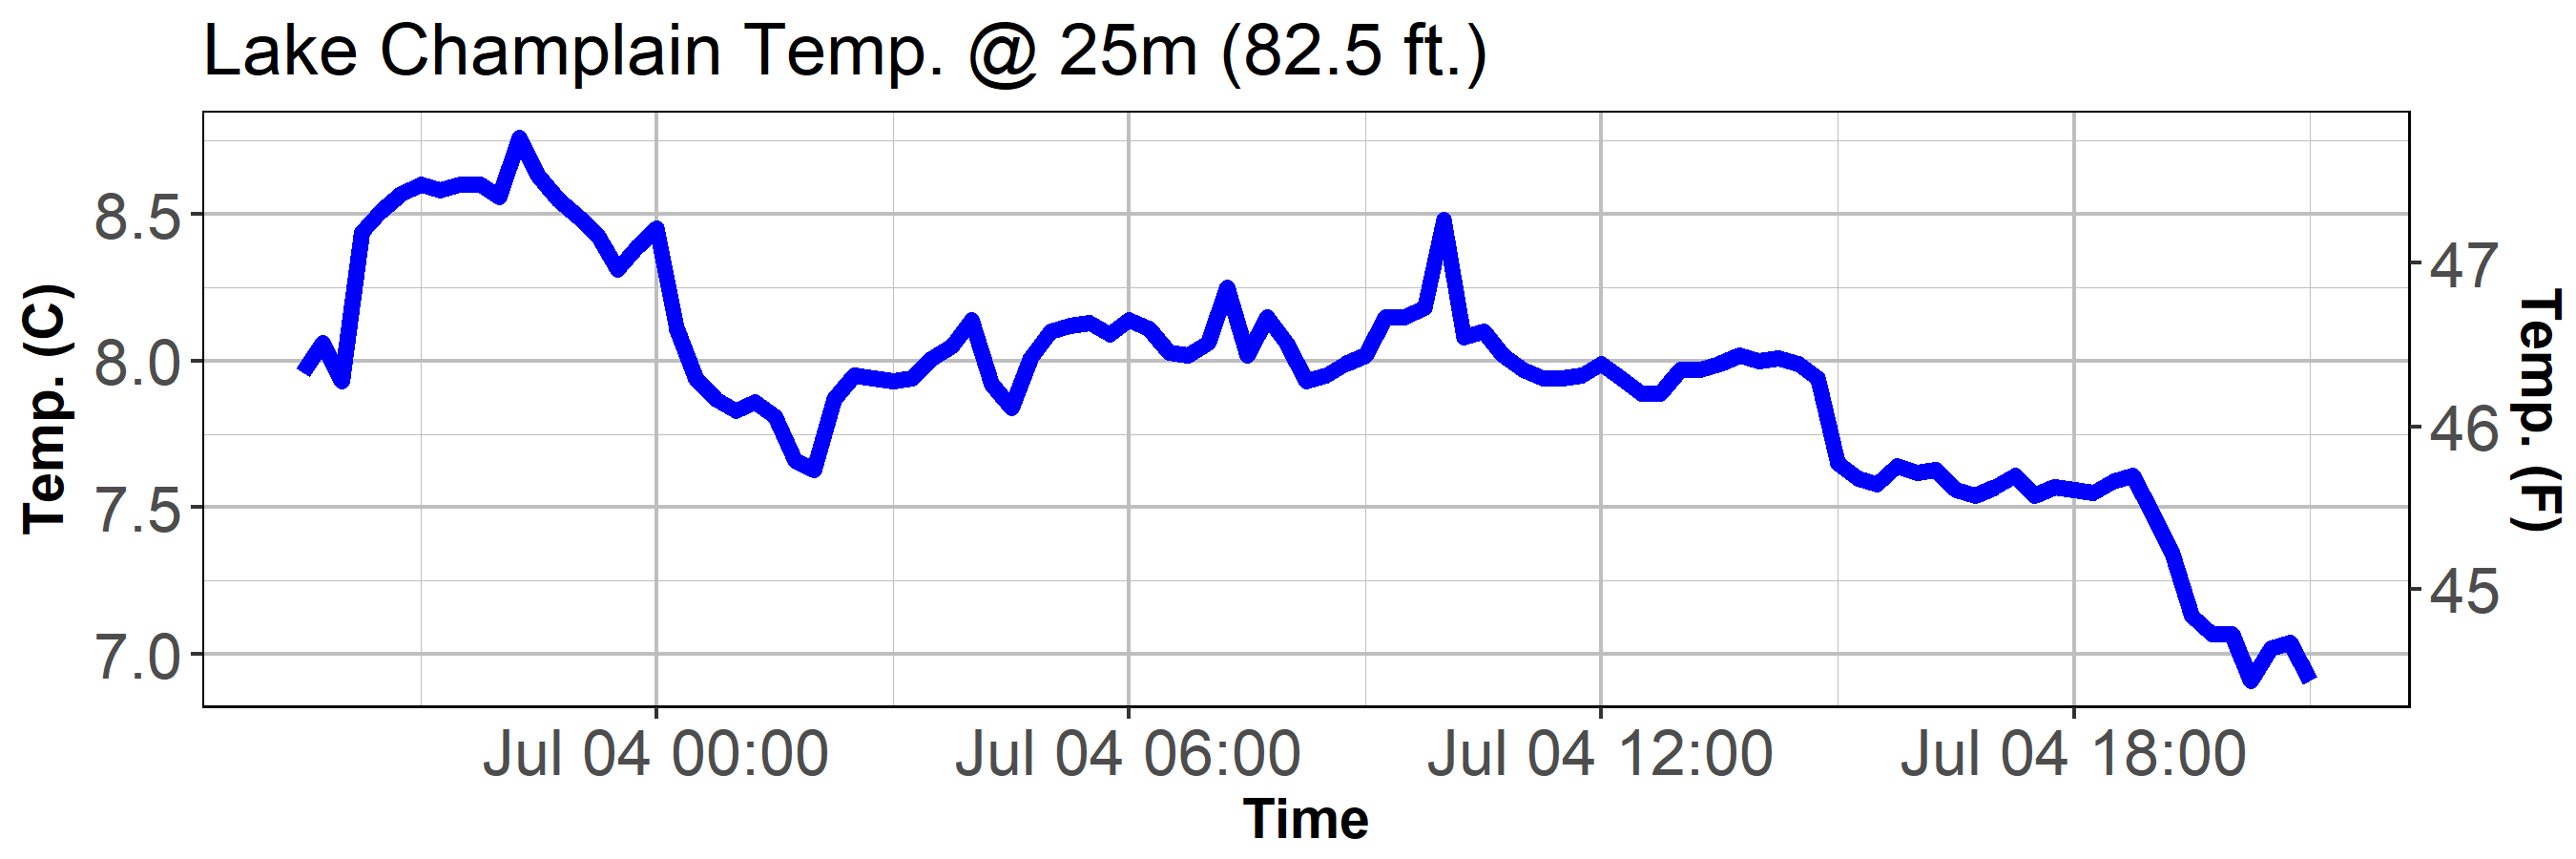 Lake Champlain Temp. @ 25m (82.5 ft.)
Temp. (C)
8.5
8.0
7.5
7.0
47
46
45
Temp. (F)
Jul 04 00:00 Jul 04 06:00 Jul 04 12:00 Jul 04 18:00
Time